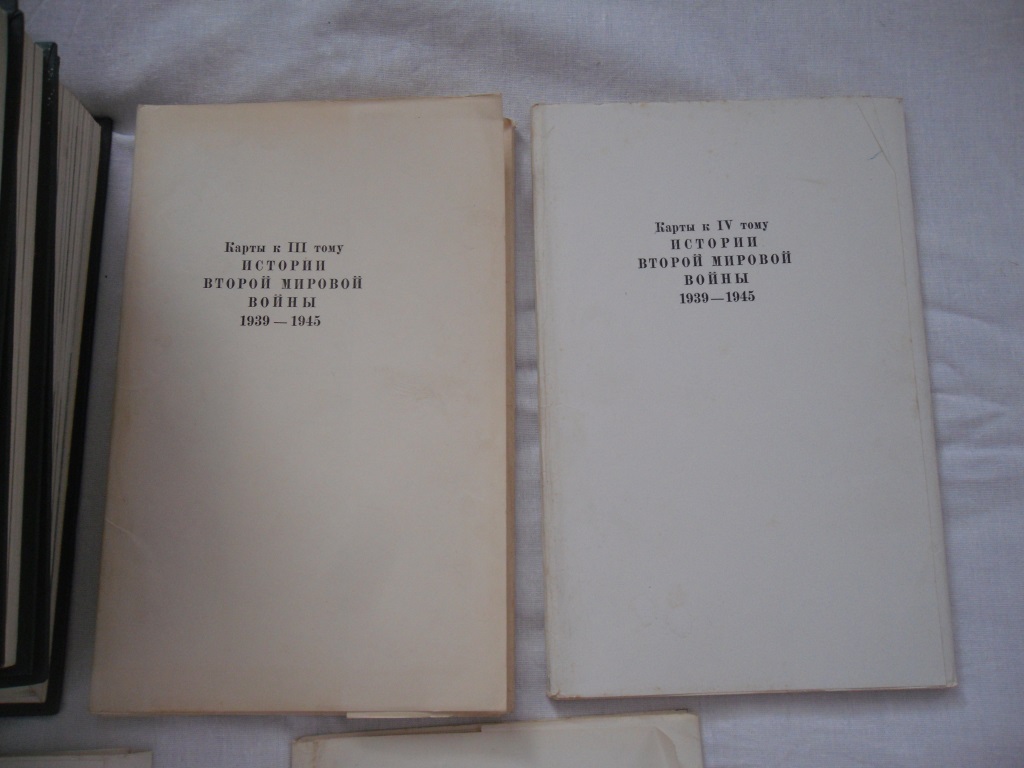 Карты к III тому
ИСТОРИИ
ВТОРОЙ МИРОВОЙ
ВОЙНЫ
1939—1945
Карты к IV тому
ИСТОРИИ
ВТОРОЙ МИРОВОЙ
ВОЙНЫ
1939—1945